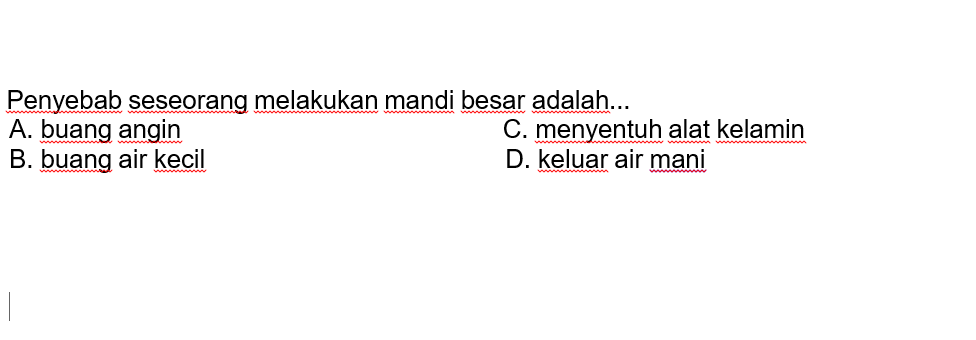 Penyebab seseorang melakukan mandi besar adalah...
A. buang angin C. menyentuh alat kelamin
B. buang air kecil D. keluar air mani